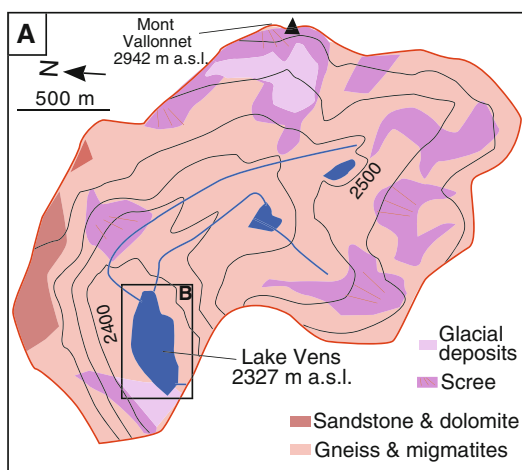 A
Mont
Vallonnet
2942 m a.s.l.
N
500 m
2500
B
2400
Lake Vens
2327 m a.s.l.
Glacial
deposits
Scree
Sandstone & dolomite
Gneiss & migmatites